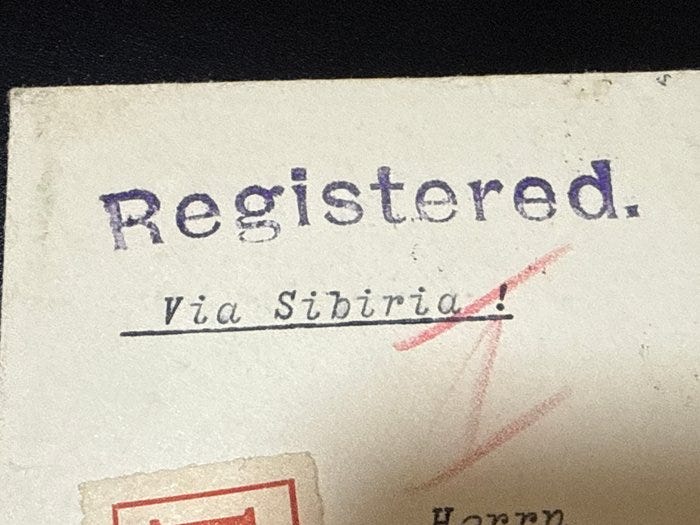 Registered.
Via Sibiria !
Herrn